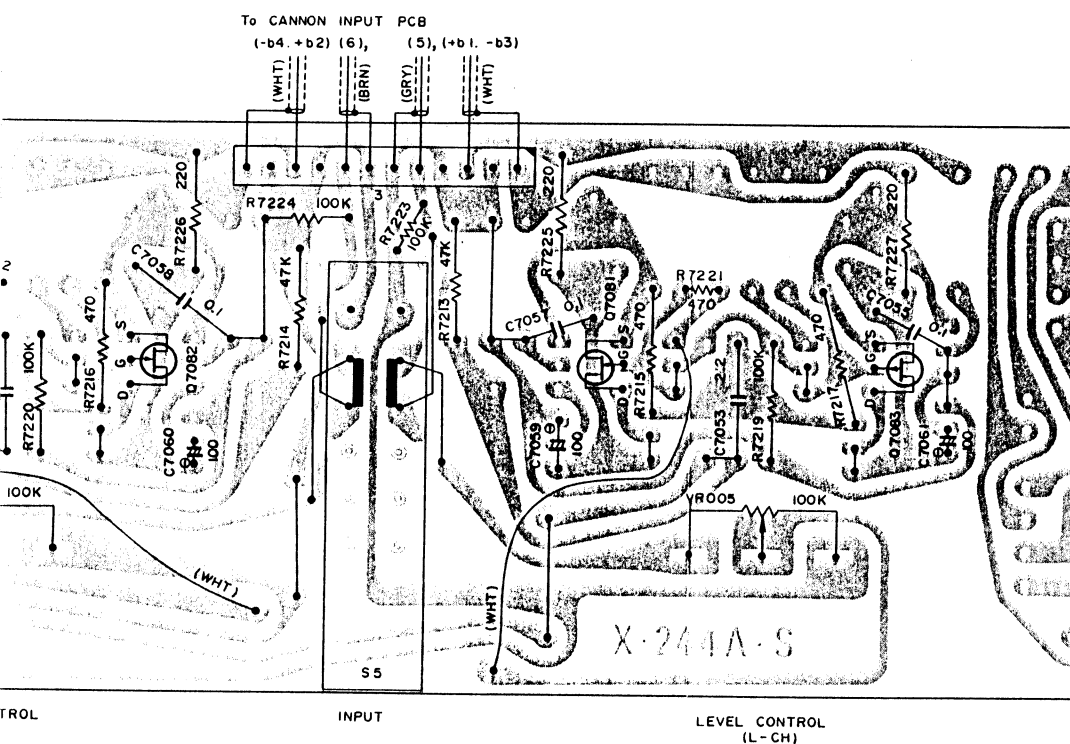 To CANNON INPUT PCB
(-b4. +b2) (6), (5), (+b1. -b3)
(WHT)
(BRN)
(GRY)
(WHT)
3
220
R7226
R7224 100K
R7223
100K
47K
R7213
220
R7225
220
R7227
C7058
0.1
47K
R7214
2
470
R7216
100K
R7220
S
G
D
Q7082
C7060
100
C7057
0.1
Q7081
S
G
D
470
R7215
R7221
470
C7059
100
2.2
C7053
100K
R7219
470
R7217
0.1
S
G
D
Q7083
C7061
100
100K
(WHT)
(WHT)
VR005 100K
X-244A-S
S5
TROL
INPUT
LEVEL CONTROL
(L-CH)